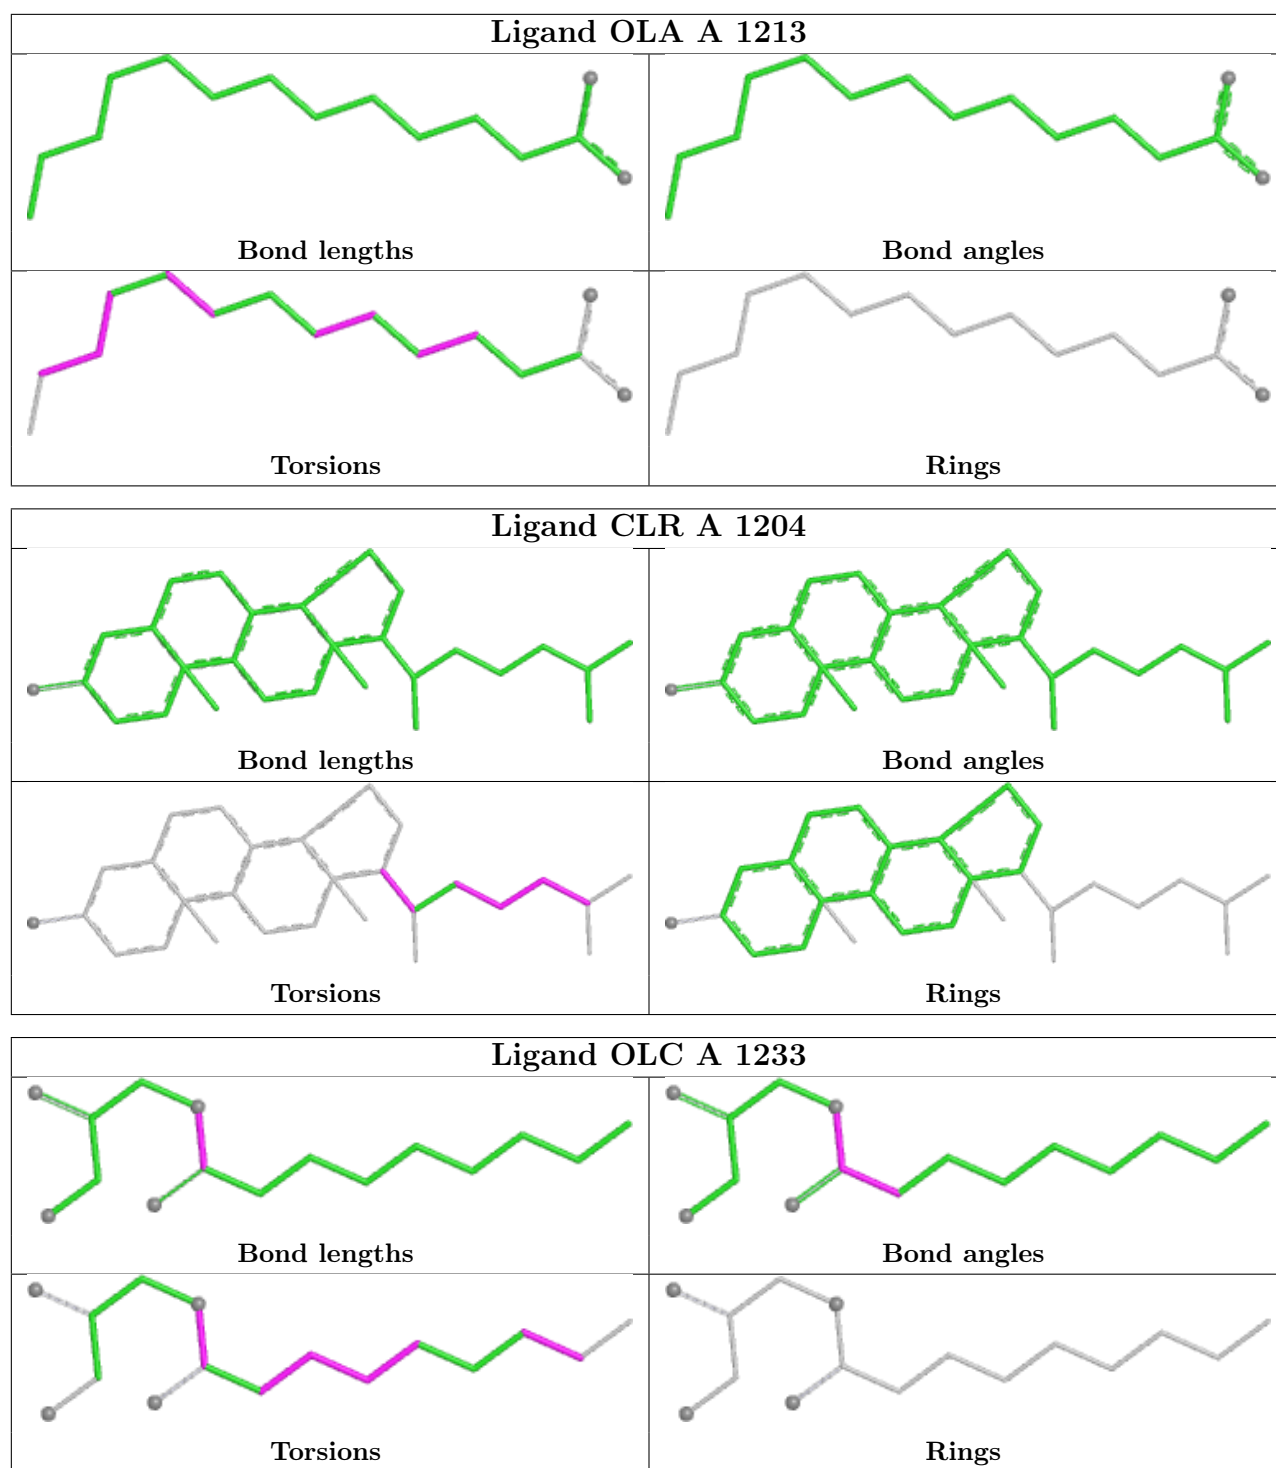 Ligand OLA A 1213
Bond lengths
Bond angles
Torsions
Rings
Ligand CLR A 1204
Bond lengths
Bond angles
Torsions
Rings
Ligand OLC A 1233
Bond lengths
Bond angles
Torsions
Rings